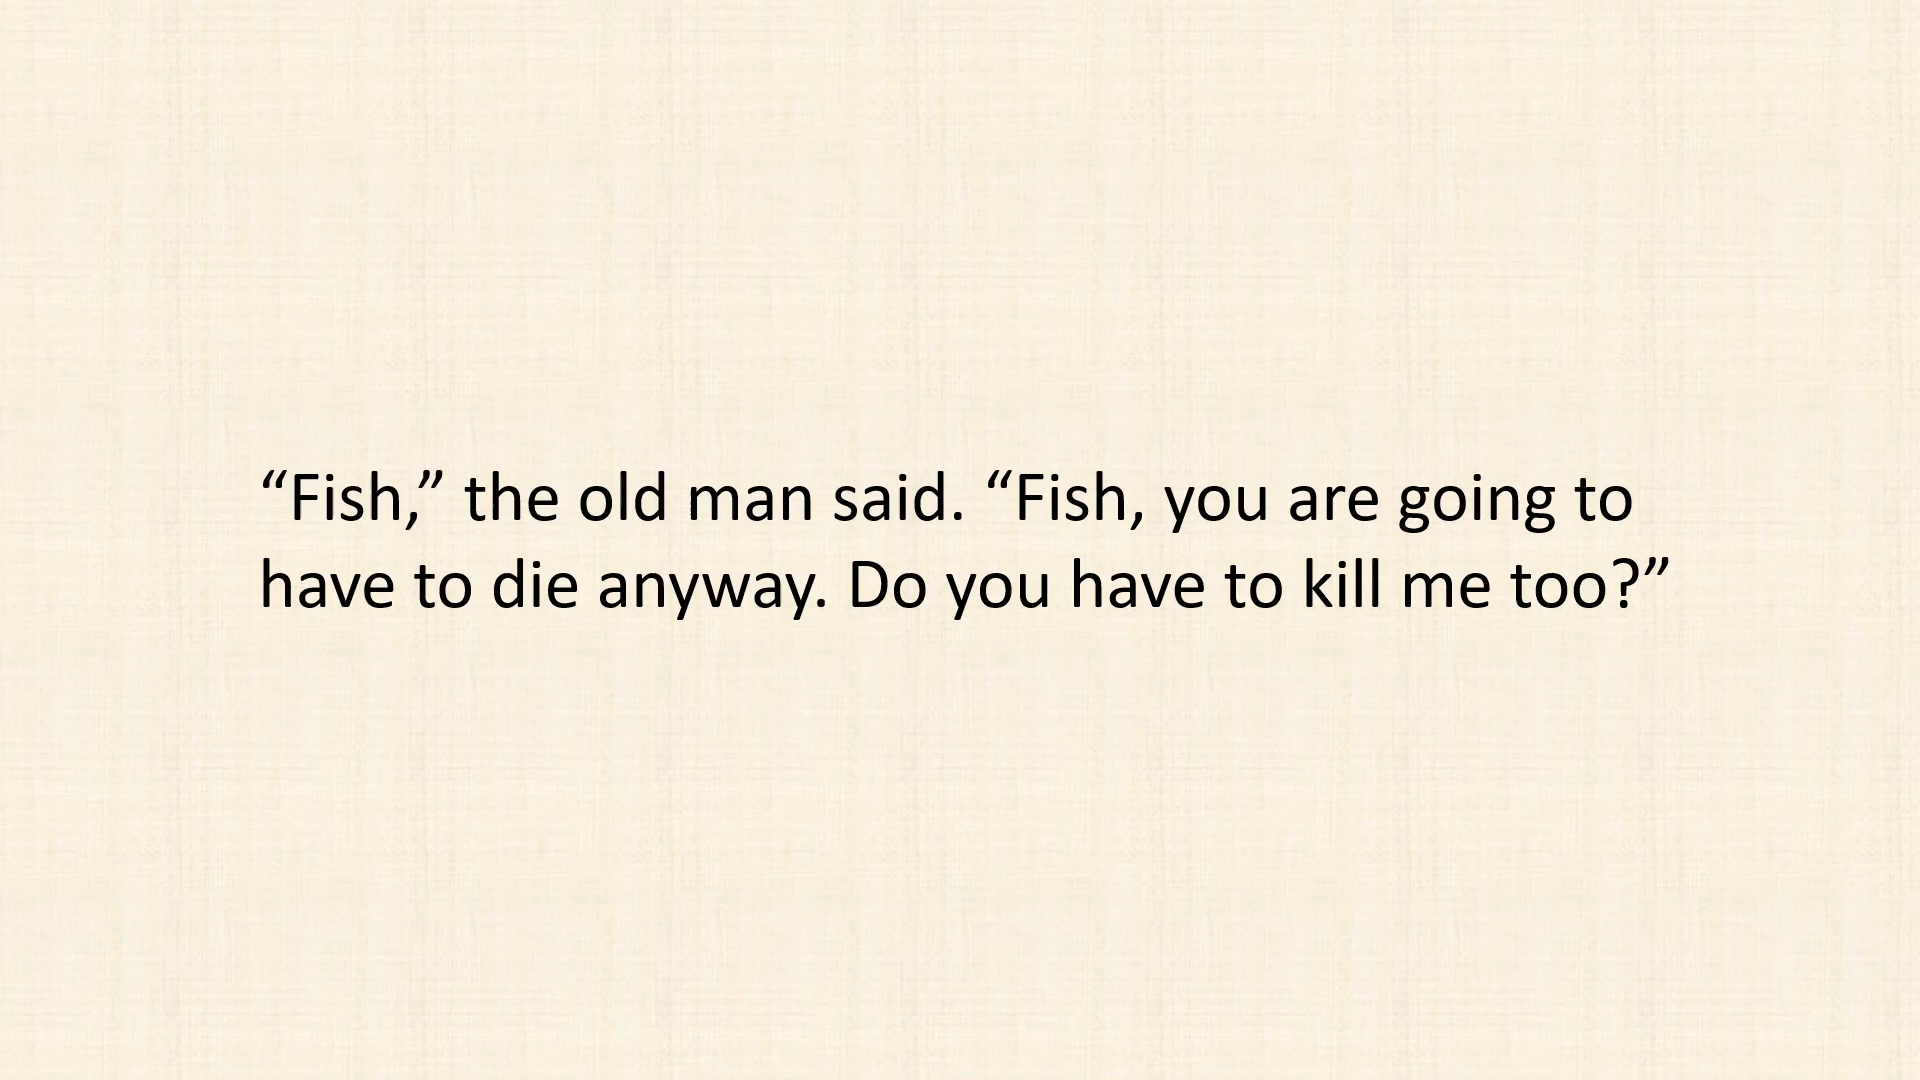 “Fish,” the old man said. “Fish, you are going to
have to die anyway. Do you have to kill me too?”